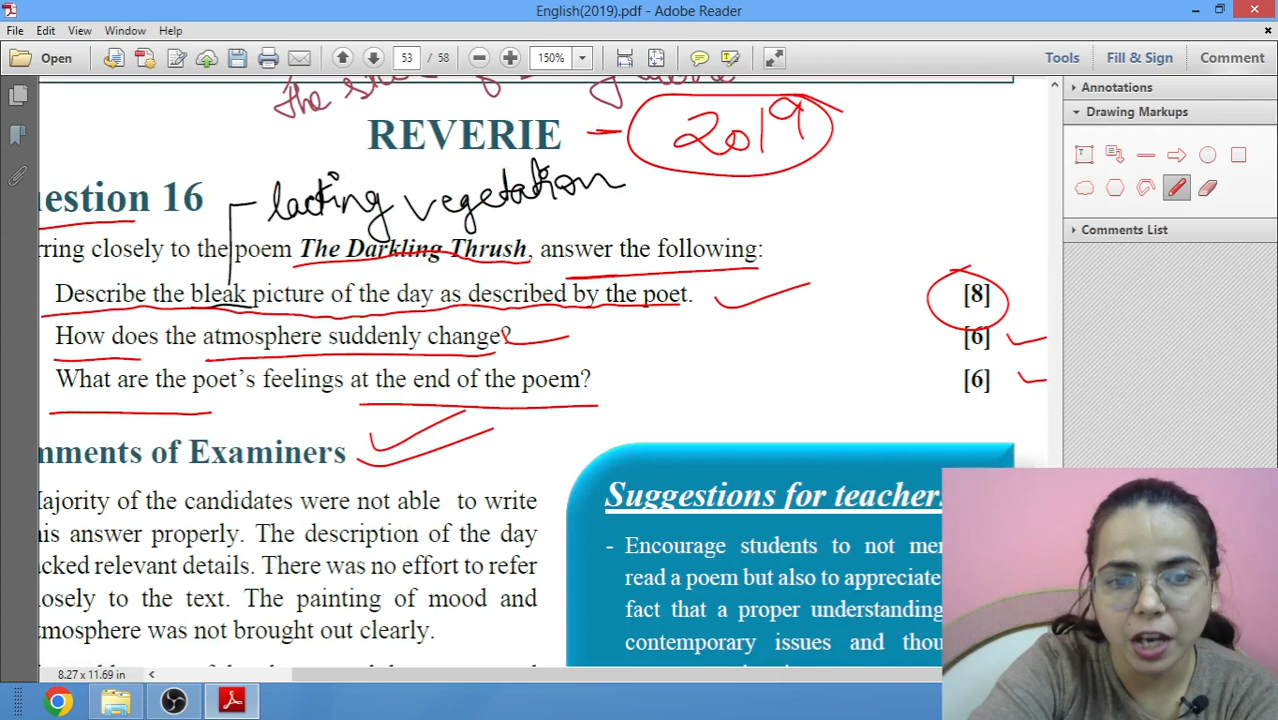 English(2019).pdf - Adobe Reader
File Edit View Window Help
Open 53 / 58 150% Tools Fill & Sign Comment
the
REVERIE - 2019
estion 16
lacking vegetation
rring closely to the poem The Darkling Thrush, answer the following:
Describe the bleak picture of the day as described by the poet. [8]
How does the atmosphere suddenly change? [6]
What are the poet's feelings at the end of the poem? [6]
mments of Examiners
Majority of the candidates were not able to write
his answer properly. The description of the day
acked relevant details. There was no effort to refer
losely to the text. The painting of mood and
tmosphere was not brought out clearly.
Suggestions for teacher
- Encourage students to not mer
read a poem but also to appreciate
fact that a proper understanding
contemporary issues and thou
Annotations
Drawing Markups
Comments List
8.27 x 11.69 in